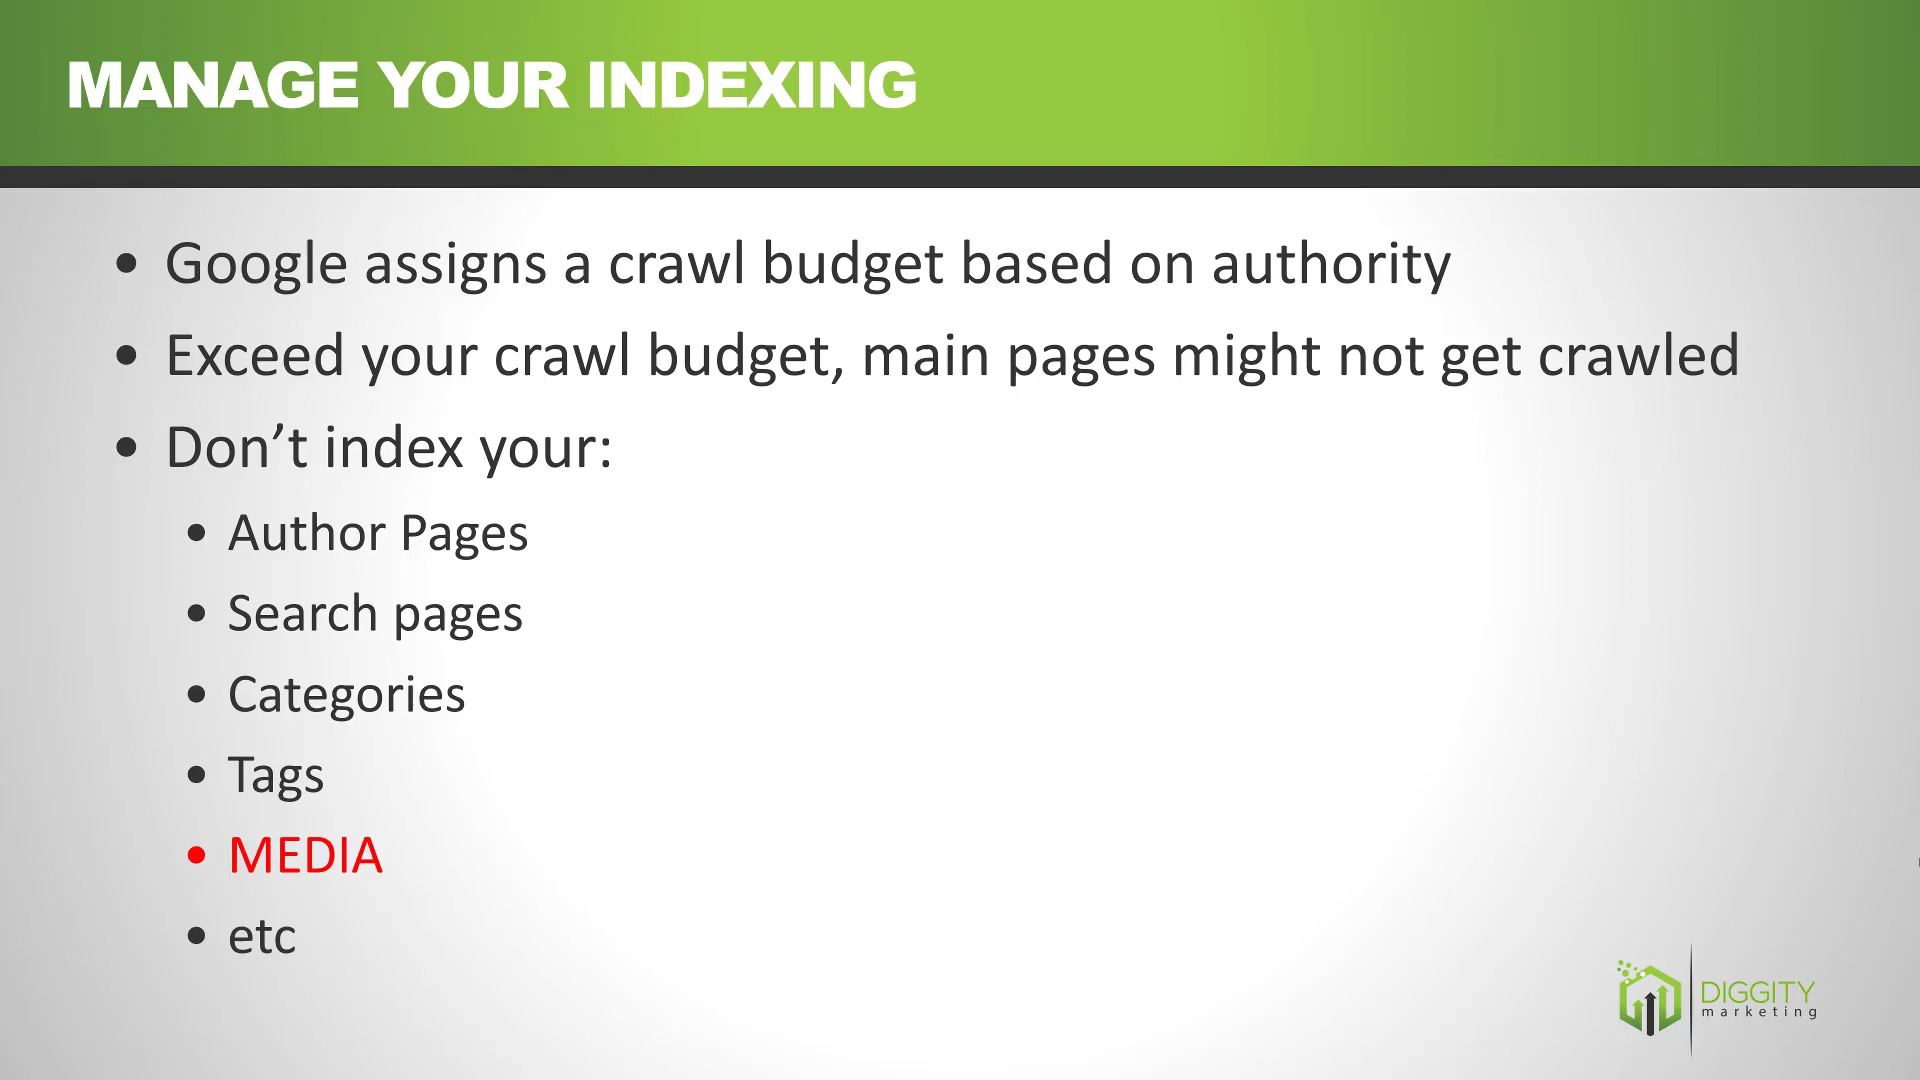 MANAGE YOUR INDEXING
• Google assigns a crawl budget based on authority
• Exceed your crawl budget, main pages might not get crawled
• Don’t index your:
• Author Pages
• Search pages
• Categories
• Tags
• MEDIA
• etc
DIGGITY
marketing